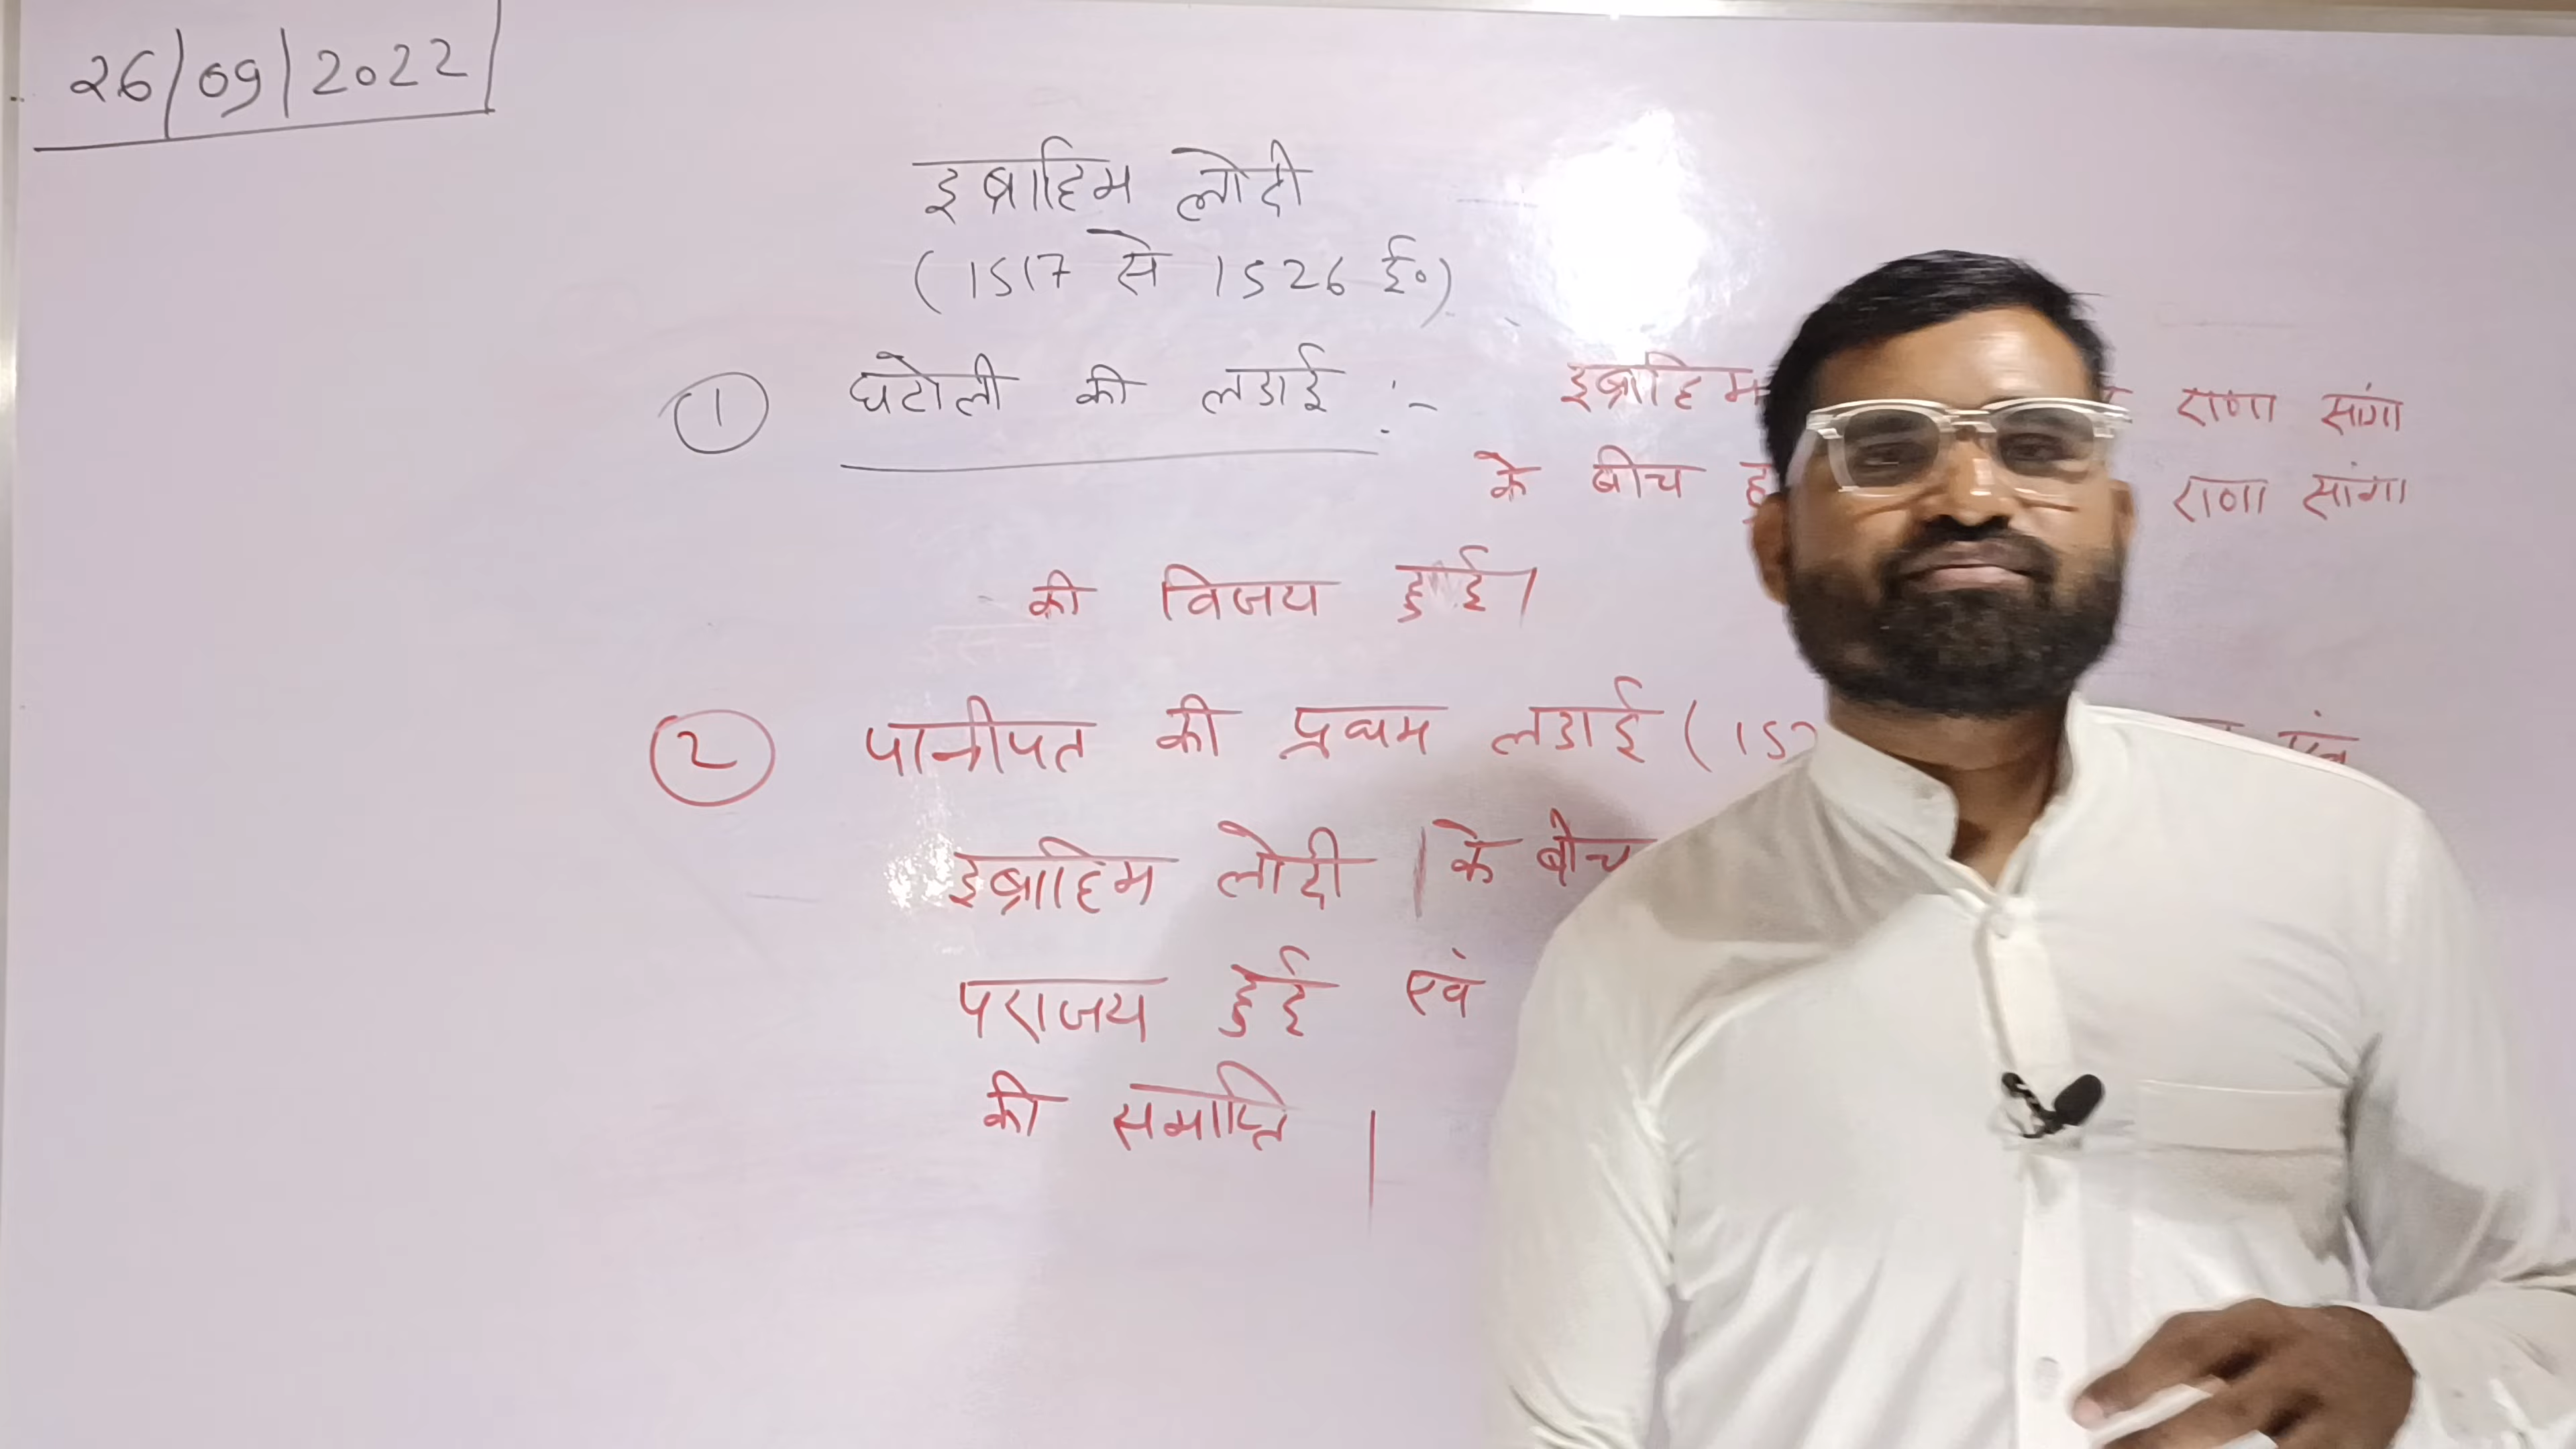 26/09/2022
इब्राहिम लोदी
(1517 से 1526 ई०)
① घटोली की लडाई :- इब्राहिम राणा सांगा
के बीच राणा सांगा
की विजय हुई।
② पानीपत की प्रथम लडाई ( एवं
इब्राहिम लोदी | के बीच
पराजय हुई एवं
की समाप्ति |